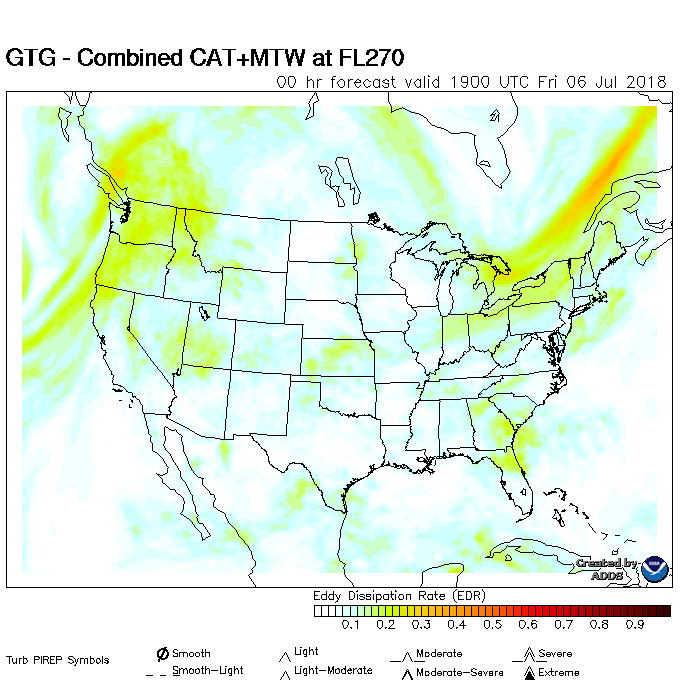 GTG - Combined CAT+MTW at FL270
00 hr forecast valid 1900 UTC Fri 06 Jul 2018
Created by
ADDS
Eddy Dissipation Rate (EDR)
0.1 0.2 0.3 0.4 0.5 0.6 0.7 0.8 0.9
Turb PIREP Symbols
Smooth Light Moderate Severe
Smooth-Light Light-Moderate Moderate-Severe Extreme